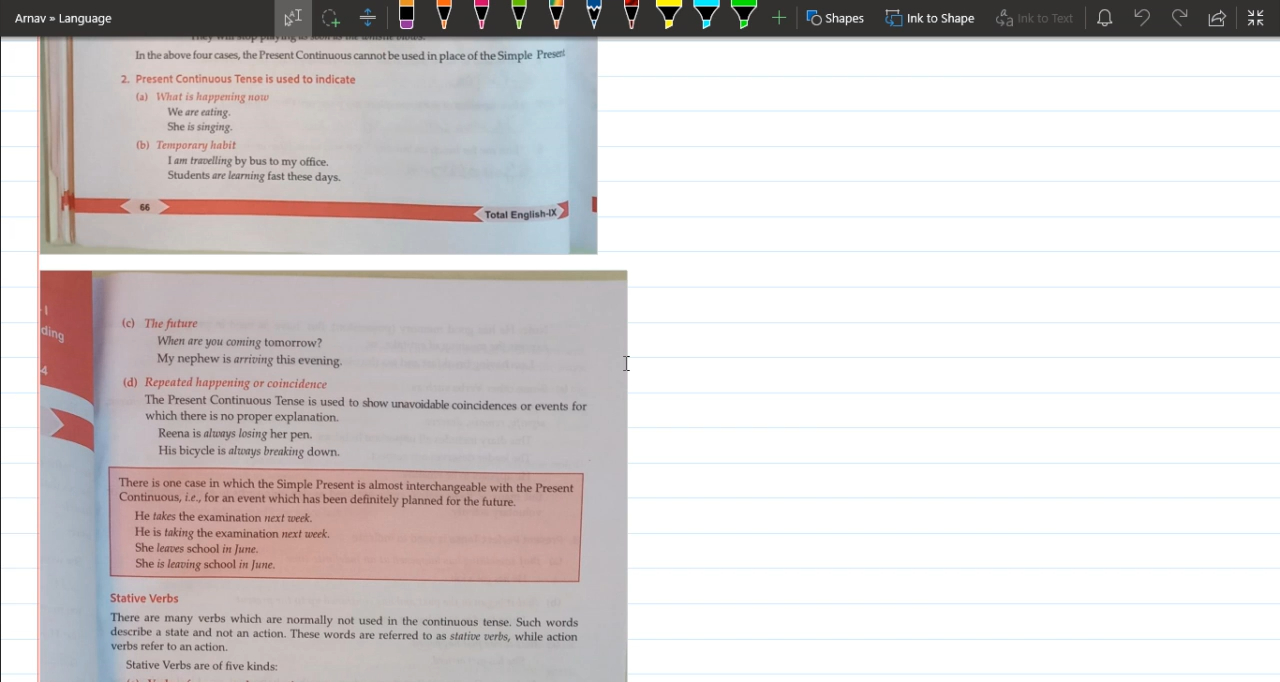 Arnav » Language
Shapes
Ink to Shape
Ink to Text
They will stop playing as soon as the
In the above four cases, the Present Continuous cannot be used in place of the Simple Present
2. Present Continuous Tense is used to indicate
(a) What is happening now
We are eating.
She is singing.
(b) Temporary habit
I am travelling by bus to my office.
Students are learning fast these days.
66
Total English-IX
ding
4
(c) The future
When are you coming tomorrow?
My nephew is arriving this evening.
(d) Repeated happening or coincidence
The Present Continuous Tense is used to show unavoidable coincidences or events for
which there is no proper explanation.
Reena is always losing her pen.
His bicycle is always breaking down.
There is one case in which the Simple Present is almost interchangeable with the Present
Continuous, i.e., for an event which has been definitely planned for the future.
He takes the examination next week.
He is taking the examination next week.
She leaves school in June.
She is leaving school in June.
Stative Verbs
There are many verbs which are normally not used in the continuous tense. Such words
describe a state and not an action. These words are referred to as stative verbs, while action
verbs refer to an action.
Stative Verbs are of five kinds: